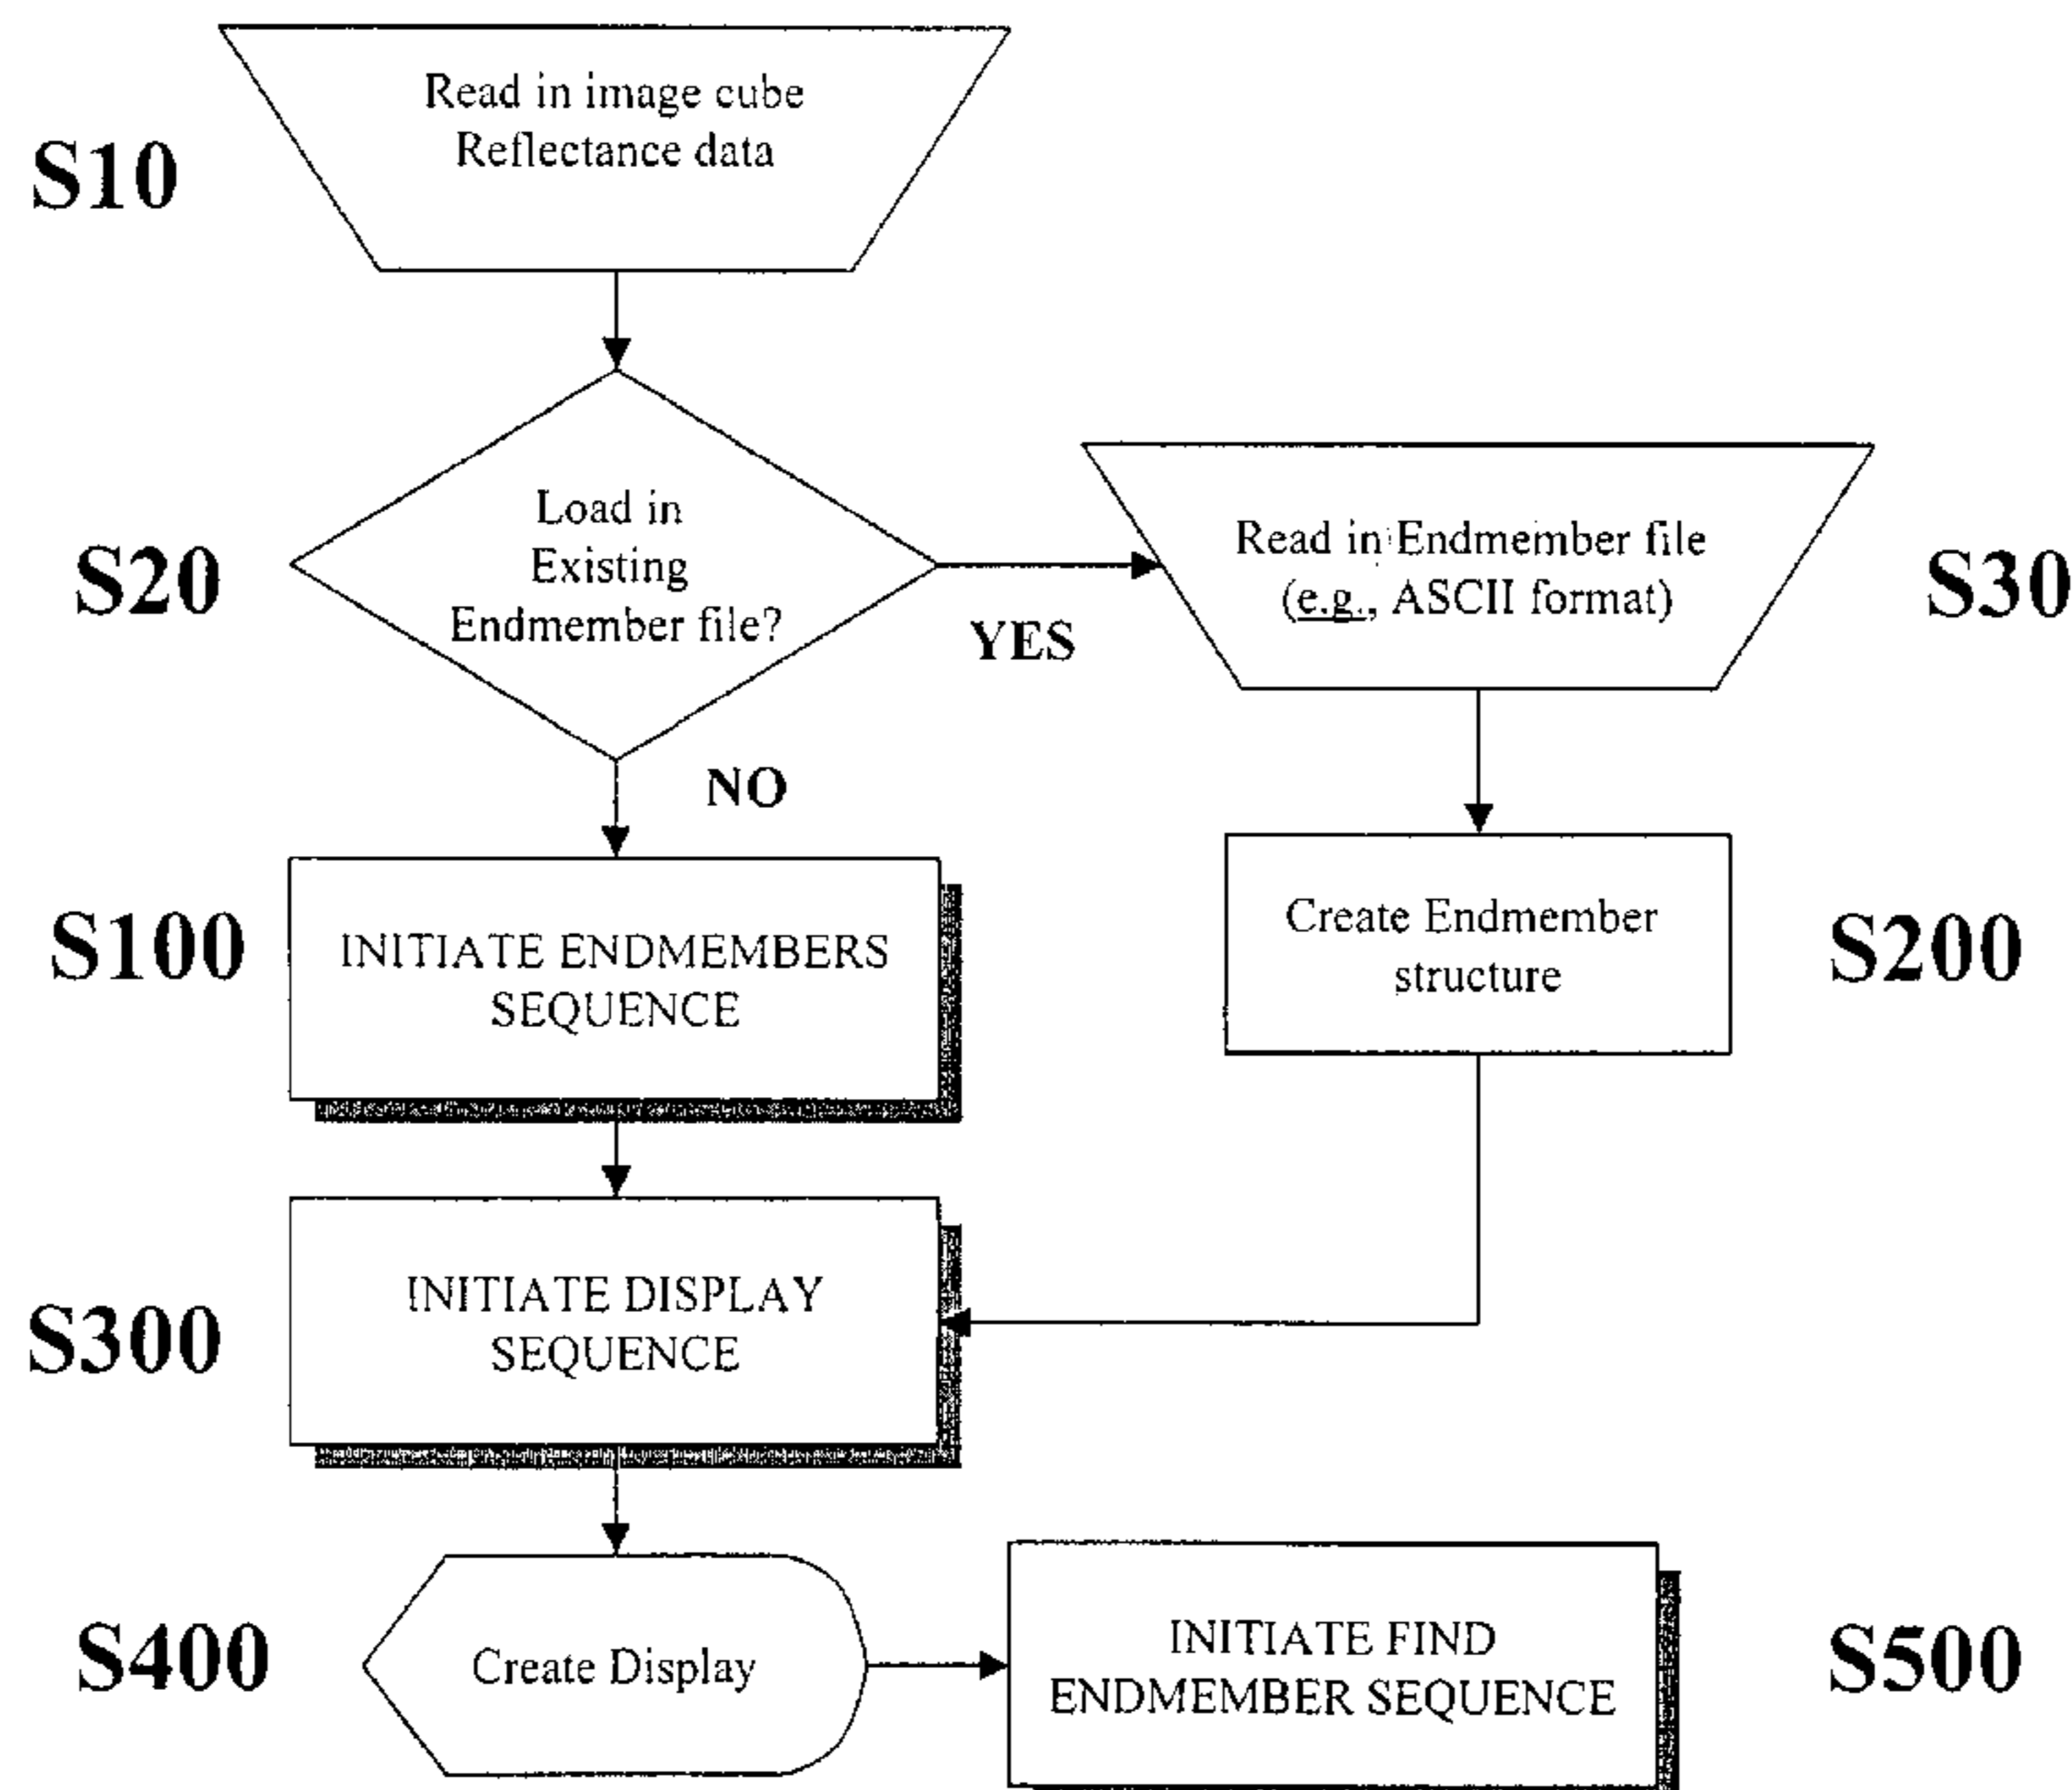 Read in image cube
Reflectance data
S10
Load in
Existing
Endmember file?
S20
YES
Read in Endmember file
(e.g., ASCII format)
S30
NO
INITIATE ENDMEMBERS
SEQUENCE
S100
Create Endmember
structure
S200
INITIATE DISPLAY
SEQUENCE
S300
Create Display
S400
INITIATE FIND
ENDMEMBER SEQUENCE
S500